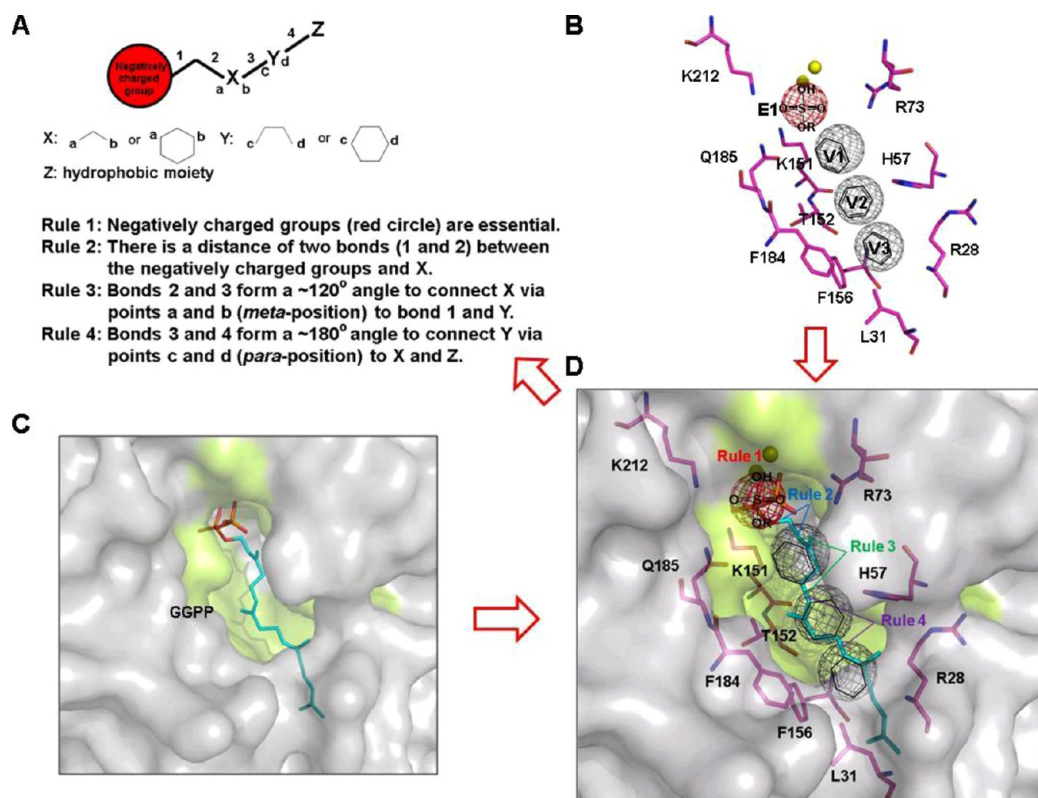 A
Negatively
charged
group
1
2
X
a
b
3
Y
c
d
4
Z
X: a b or a b Y: c d or c d
Z: hydrophobic moiety
Rule 1: Negatively charged groups (red circle) are essential.
Rule 2: There is a distance of two bonds (1 and 2) between
the negatively charged groups and X.
Rule 3: Bonds 2 and 3 form a ~120° angle to connect X via
points a and b (meta-position) to bond 1 and Y.
Rule 4: Bonds 3 and 4 form a ~180° angle to connect Y via
points c and d (para-position) to X and Z.
B
K212
R73
E1
OH
O=S=O
OR
Q185
K151
V1
H57
V2
T152
V3
F184
R28
F156
L31
C
GGPP
D
K212
Rule 1
OH
O S O
OR
Rule 2
R73
Rule 3
Q185
K151
H57
T152
Rule 4
F184
R28
F156
L31